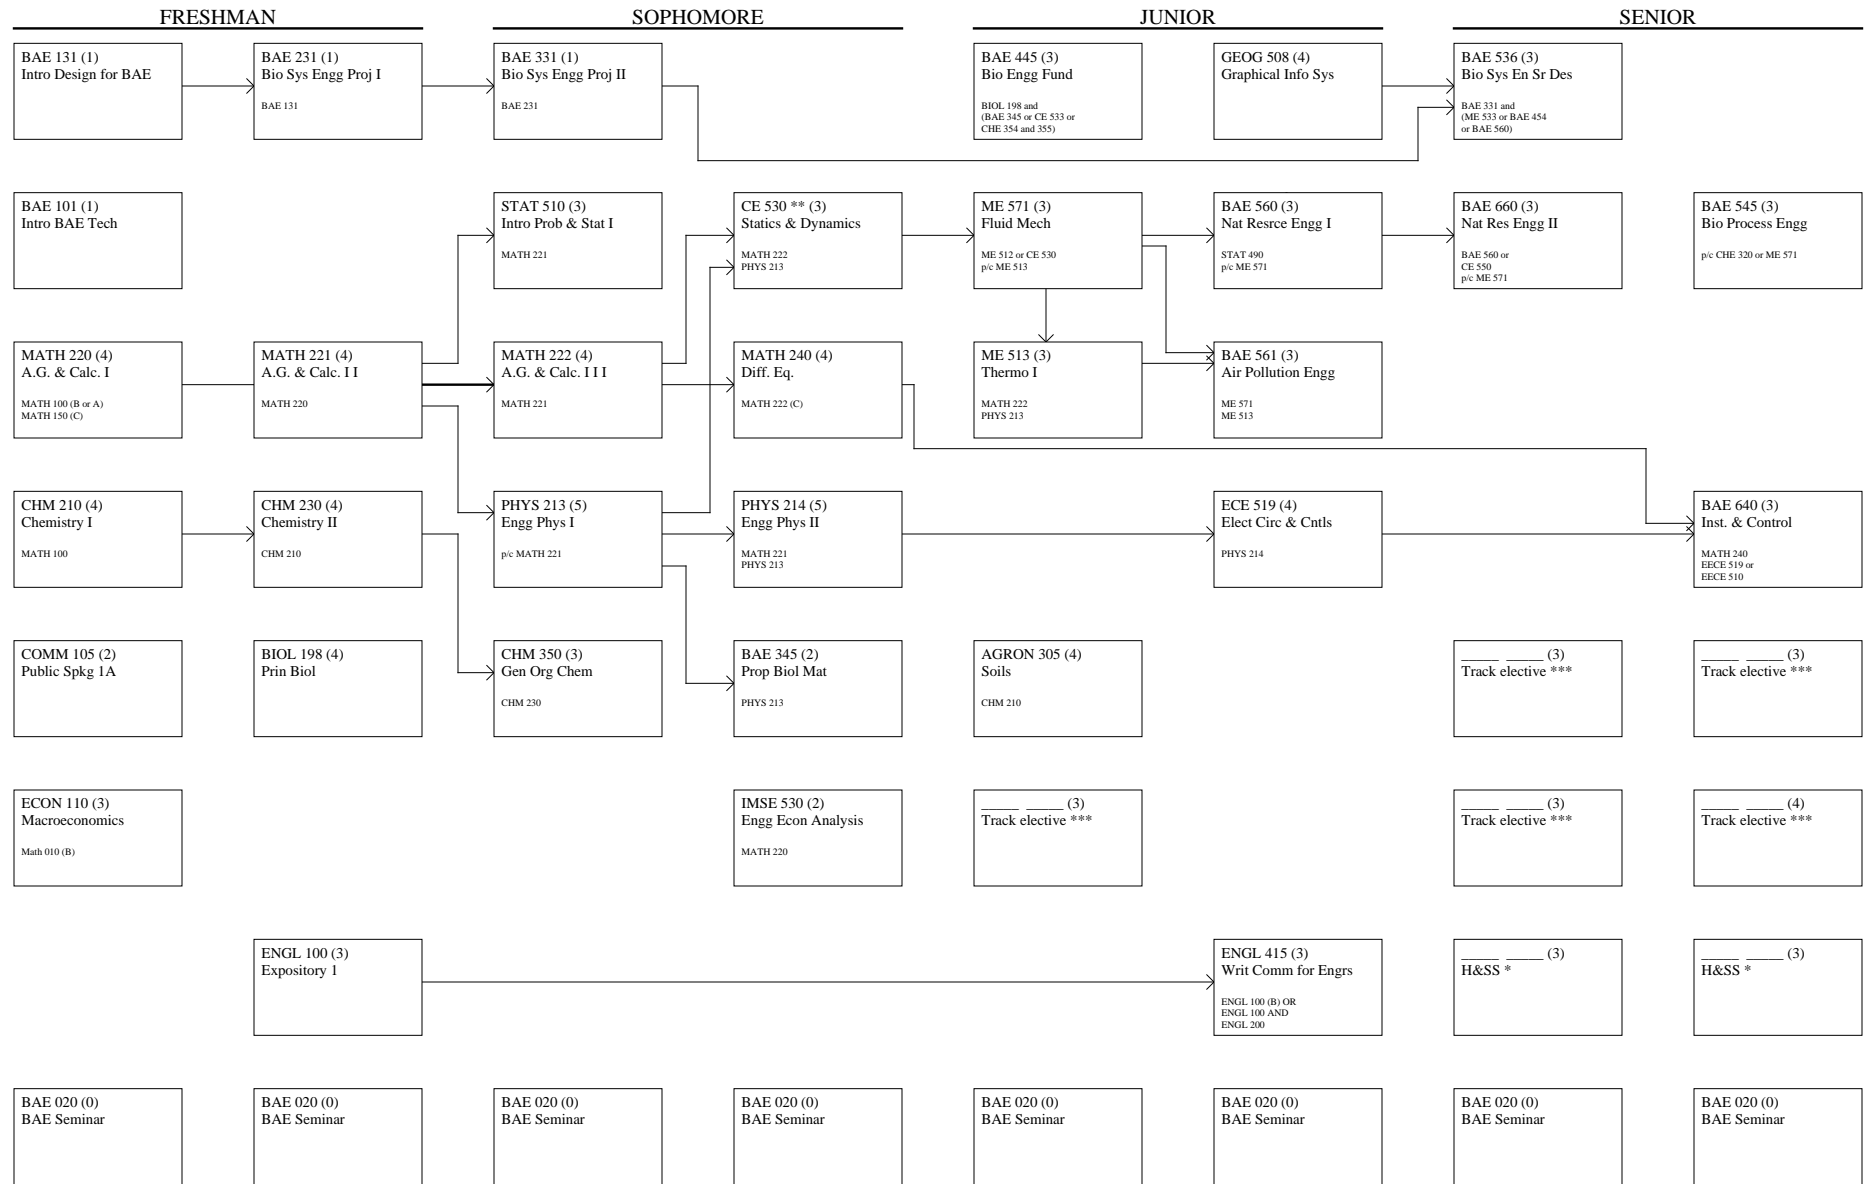 FRESHMAN
SOPHOMORE
JUNIOR
SENIOR
BAE 131 (1)
Intro Design for BAE
BAE 231 (1)
Bio Sys Engg Proj I
BAE 131
BAE 331 (1)
Bio Sys Engg Proj II
BAE 231
BAE 445 (3)
Bio Engg Fund
BIOL 198 and
(BAE 345 or CE 533 or
CHE 354 and 355)
GEOG 508 (4)
Graphical Info Sys
BAE 536 (3)
Bio Sys En Sr Des
BAE 331 and
(ME 533 or BAE 454
or BAE 560)
BAE 101 (1)
Intro BAE Tech
STAT 510 (3)
Intro Prob & Stat I
MATH 221
CE 530 ** (3)
Statics & Dynamics
MATH 222
PHYS 213
ME 571 (3)
Fluid Mech
ME 512 or CE 530
p/c ME 513
BAE 560 (3)
Nat Resrce Engg I
STAT 490
p/c ME 571
BAE 660 (3)
Nat Res Engg II
BAE 560 or
CE 550
p/c ME 571
BAE 545 (3)
Bio Process Engg
p/c CHE 320 or ME 571
MATH 220 (4)
A.G. & Calc. I
MATH 100 (B or A)
MATH 150 (C)
MATH 221 (4)
A.G. & Calc. I I
MATH 220
MATH 222 (4)
A.G. & Calc. I I I
MATH 221
MATH 240 (4)
Diff. Eq.
MATH 222 (C)
ME 513 (3)
Thermo I
MATH 222
PHYS 213
BAE 561 (3)
Air Pollution Engg
ME 571
ME 513
CHM 210 (4)
Chemistry I
MATH 100
CHM 230 (4)
Chemistry II
CHM 210
PHYS 213 (5)
Engg Phys I
p/c MATH 221
PHYS 214 (5)
Engg Phys II
MATH 221
PHYS 213
ECE 519 (4)
Elect Circ & Cntls
PHYS 214
BAE 640 (3)
Inst. & Control
MATH 240
EECE 519 or
EECE 510
COMM 105 (2)
Public Spkg 1A
BIOL 198 (4)
Prin Biol
CHM 350 (3)
Gen Org Chem
CHM 230
BAE 345 (2)
Prop Biol Mat
PHYS 213
AGRON 305 (4)
Soils
CHM 210
_____ _____ (3)
Track elective ***
_____ _____ (3)
Track elective ***
ECON 110 (3)
Macroeconomics
Math 010 (B)
IMSE 530 (2)
Engg Econ Analysis
MATH 220
_____ _____ (3)
Track elective ***
_____ _____ (3)
Track elective ***
_____ _____ (4)
Track elective ***
ENGL 100 (3)
Expository 1
ENGL 415 (3)
Writ Comm for Engrs
ENGL 100 (B) OR
ENGL 100 AND
ENGL 200
_____ _____ (3)
H&SS *
_____ _____ (3)
H&SS *
BAE 020 (0)
BAE Seminar
BAE 020 (0)
BAE Seminar
BAE 020 (0)
BAE Seminar
BAE 020 (0)
BAE Seminar
BAE 020 (0)
BAE Seminar
BAE 020 (0)
BAE Seminar
BAE 020 (0)
BAE Seminar
BAE 020 (0)
BAE Seminar